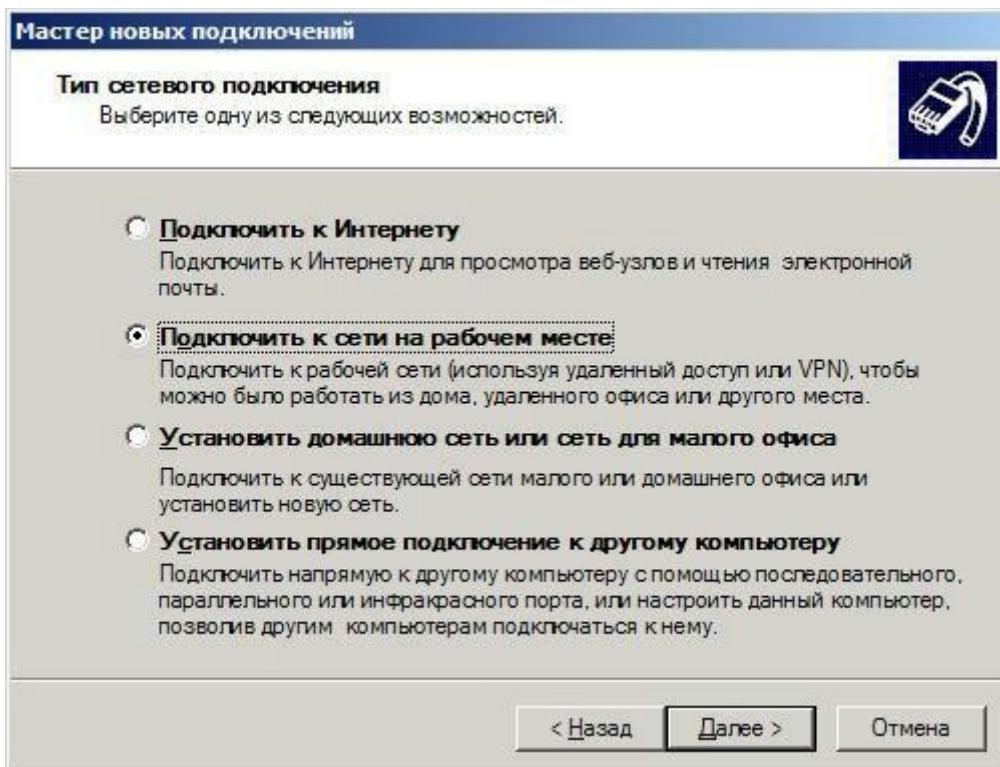 Мастер новых подключений
Тип сетевого подключения
Выберите одну из следующих возможностей.
Подключить к Интернету
Подключить к Интернету для просмотра веб-узлов и чтения электронной
почты.
Подключить к сети на рабочем месте
Подключить к рабочей сети (используя удаленный доступ или VPN), чтобы
можно было работать из дома, удаленного офиса или другого места.
Установить домашнюю сеть или сеть для малого офиса
Подключить к существующей сети малого или домашнего офиса или
установить новую сеть.
Установить прямое подключение к другому компьютеру
Подключить напрямую к другому компьютеру с помощью последовательного,
параллельного или инфракрасного порта, или настроить данный компьютер,
позволив другим компьютерам подключаться к нему.
< Назад Далее > Отмена